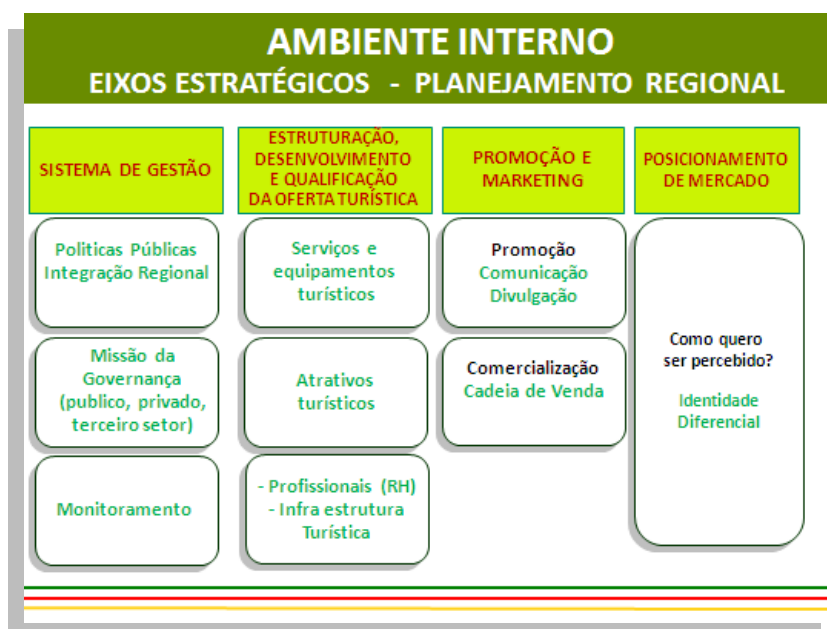 AMBIENTE INTERNO
EIXOS ESTRATÉGICOS - PLANEJAMENTO REGIONAL
SISTEMA DE GESTÃO
Politicas Públicas
Integração Regional
Missão da
Governança
(publico, privado,
terceiro setor)
Monitoramento
ESTRUTURAÇÃO,
DESENVOLVIMENTO
E QUALIFICAÇÃO
DA OFERTA TURÍSTICA
Serviços e
equipamentos
turísticos
Atrativos
turísticos
- Profissionais (RH)
- Infra estrutura
Turística
PROMOÇÃO E
MARKETING
Promoção
Comunicação
Divulgação
Comercialização
Cadeia de Venda
POSICIONAMENTO
DE MERCADO
Como quero
ser percebido?
Identidade
Diferencial